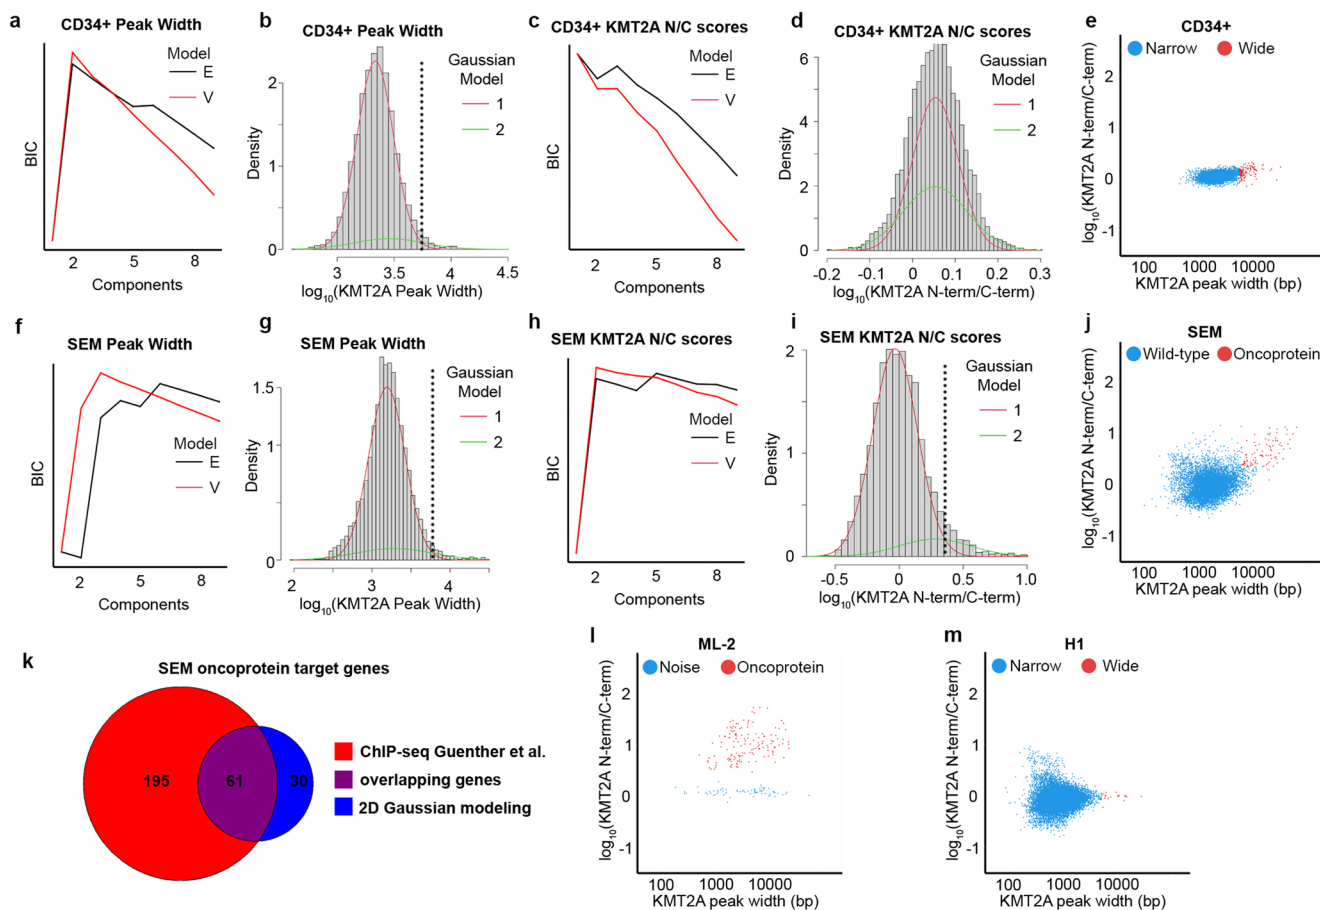 a
CD34+ Peak Width
BIC
Model
E
V
2
5
8
Components
b
CD34+ Peak Width
Density
2
1
0
Gaussian
Model
1
2
3
3.5
4
4.5
log10(KMT2A Peak Width)
c
CD34+ KMT2A N/C scores
BIC
Model
E
V
2
5
8
Components
d
CD34+ KMT2A N/C scores
Density
6
4
2
0
Gaussian
Model
1
2
-0.2
-0.1
0
0.1
0.2
0.3
log10(KMT2A N-term/C-term)
e
CD34+
Narrow
Wide
log10(KMT2A N-term/C-term)
2
1
0
-1
100
1000
10000
KMT2A peak width (bp)
f
SEM Peak Width
BIC
Model
E
V
2
5
8
Components
g
SEM Peak Width
Density
1.5
1
.5
0
Gaussian
Model
1
2
2
3
4
log10(KMT2A Peak Width)
h
SEM KMT2A N/C scores
BIC
Model
E
V
2
5
8
Components
i
SEM KMT2A N/C scores
Density
2
1
0
Gaussian
Model
1
2
-0.5
0
0.5
1.0
log10(KMT2A N-term/C-term)
j
SEM
Wild-type
Oncoprotein
log10(KMT2A N-term/C-term)
2
1
0
-1
100
1000
10000
KMT2A peak width (bp)
k
SEM oncoprotein target genes
195
61
30
ChIP-seq Guenther et al.
overlapping genes
2D Gaussian modeling
l
ML-2
Noise
Oncoprotein
log10(KMT2A N-term/C-term)
2
1
0
-1
100
1000
10000
KMT2A peak width (bp)
m
H1
Narrow
Wide
log10(KMT2A N-term/C-term)
2
1
0
-1
100
1000
10000
KMT2A peak width (bp)